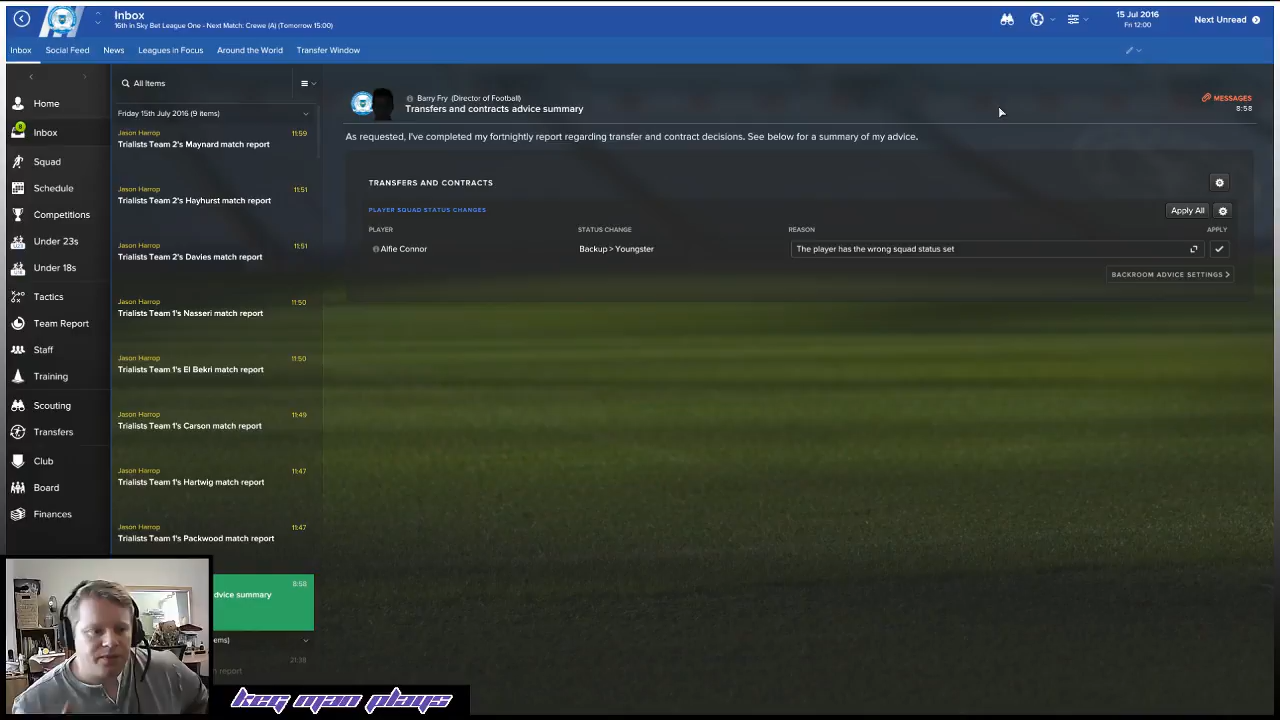 Inbox
16th in Sky Bet League One - Next Match: Crewe (A) (Tomorrow 15:00)
15 Jul 2016
Fri 12:00
Next Unread
Inbox Social Feed News Leagues in Focus Around the World Transfer Window
Home
Inbox
Squad
Schedule
Competitions
Under 23s
Under 18s
Tactics
Team Report
Staff
Training
Scouting
Transfers
Club
Board
Finances
All Items
Friday 15th July 2016 (9 items)
Jason Harrop 11:59
Trialists Team 2's Maynard match report
Jason Harrop 11:51
Trialists Team 2's Hayhurst match report
Jason Harrop 11:51
Trialists Team 2's Davies match report
Jason Harrop 11:50
Trialists Team 1's Nasseri match report
Jason Harrop 11:50
Trialists Team 1's El Bekri match report
Jason Harrop 11:49
Trialists Team 1's Carson match report
Jason Harrop 11:47
Trialists Team 1's Hartwig match report
Jason Harrop 11:47
Trialists Team 1's Packwood match report
8:58
dvice summary
ems)
21:38
report
Barry Fry (Director of Football)
Transfers and contracts advice summary
MESSAGES
8:58
As requested, I've completed my fortnightly report regarding transfer and contract decisions. See below for a summary of my advice.
TRANSFERS AND CONTRACTS
PLAYER SQUAD STATUS CHANGES
Apply All
PLAYER STATUS CHANGE REASON APPLY
Alfie Connor Backup > Youngster The player has the wrong squad status set
BACKROOM ADVICE SETTINGS >
keg man plays